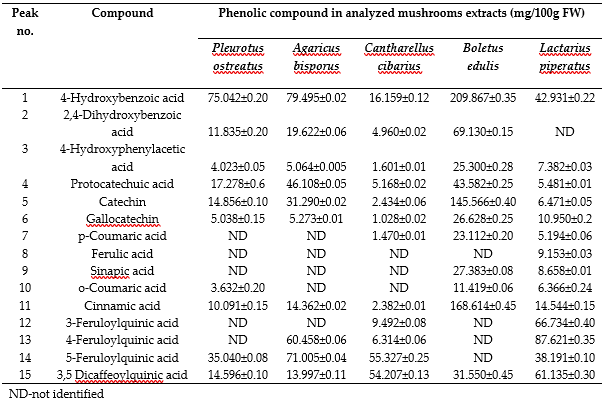 Peak no. Compound Phenolic compound in analyzed mushrooms extracts (mg/100g FW)
Pleurotus ostreatus Agaricus bisporus Cantharellus cibarius Boletus edulis Lactarius piperatus
1 4-Hydroxybenzoic acid 75.042±0.20 79.495±0.02 16.159±0.12 209.867±0.35 42.931±0.22
2 2,4-Dihydroxybenzoic acid 11.835±0.20 19.622±0.06 4.960±0.02 69.130±0.15 ND
3 4-Hydroxyphenylacetic acid 4.023±0.05 5.064±0.005 1.601±0.01 25.300±0.28 7.382±0.03
4 Protocatechuic acid 17.278±0.6 46.108±0.05 5.168±0.02 43.582±0.25 5.481±0.01
5 Catechin 14.856±0.10 31.290±0.02 2.434±0.06 145.566±0.40 6.471±0.05
6 Gallocatechin 5.038±0.15 5.273±0.01 1.028±0.02 26.628±0.25 10.950±0.2
7 p-Coumaric acid ND ND 1.470±0.01 23.112±0.20 5.194±0.06
8 Ferulic acid ND ND ND ND 9.153±0.03
9 Sinapic acid ND ND ND 27.383±0.08 8.658±0.01
10 o-Coumaric acid 3.632±0.20 ND ND 11.419±0.06 6.366±0.24
11 Cinnamic acid 10.091±0.15 14.362±0.02 2.382±0.01 168.614±0.45 14.544±0.15
12 3-Feruloylquinic acid ND ND 9.492±0.08 ND 66.734±0.40
13 4-Feruloylquinic acid ND 60.458±0.06 6.314±0.06 ND 87.621±0.35
14 5-Feruloylquinic acid 35.040±0.08 71.005±0.04 55.327±0.25 ND 38.191±0.10
15 3,5 Dicaffeoylquinic acid 14.596±0.10 13.997±0.11 54.207±0.13 31.550±0.45 61.135±0.30
ND-not identified